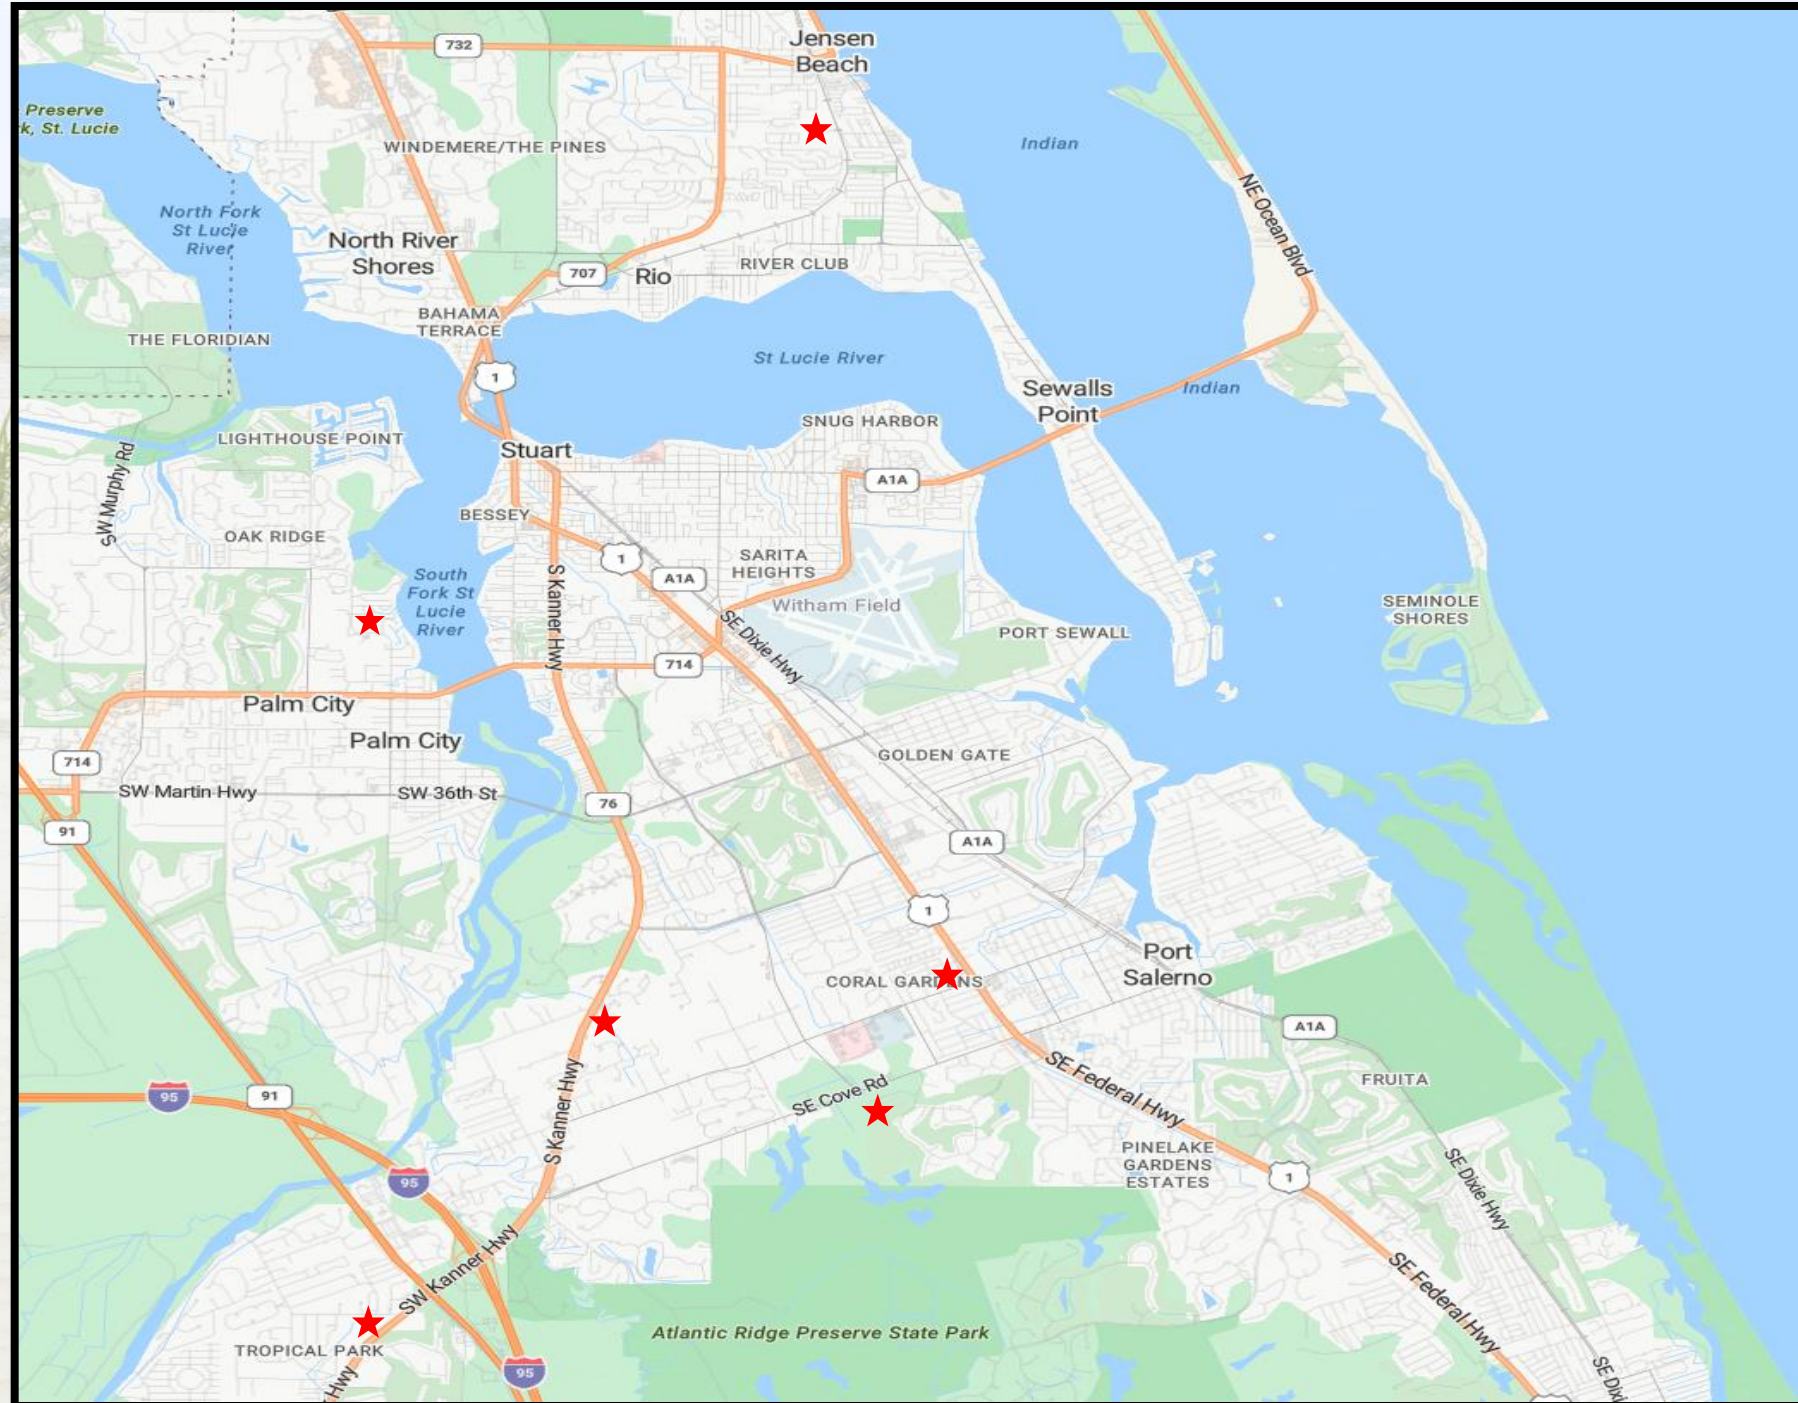 Jensen
Beach
732
Preserve
k, St. Lucie
WINDEMERE/THE PINES
Indian
NE Ocean Blvd
North Fork
St Lucie
River
North River
Shores
707
Rio
RIVER CLUB
BAHAMA
TERRACE
THE FLORIDIAN
St Lucie River
1
Sewalls
Point
Indian
SNUG HARBOR
LIGHTHOUSE POINT
Stuart
A1A
SW Murphy Rd
BESSEY
OAK RIDGE
1
SARITA
HEIGHTS
A1A
South
Fork St
Lucie
River
S Kanner Hwy
Witham Field
SEMINOLE
SHORES
SE Dixie Hwy
PORT SEWALL
714
Palm City
Palm City
GOLDEN GATE
714
SW Martin Hwy
SW 36th St
76
91
A1A
1
Port
Salerno
CORAL GARDENS
A1A
S Kanner Hwy
SE Federal Hwy
FRUITA
95
91
SE Cove Rd
PINELAKE
GARDENS
ESTATES
SE Dixie Hwy
1
95
SW Kanner Hwy
SE Federal Hwy
Atlantic Ridge Preserve State Park
TROPICAL PARK
95
Hwy
SE Dixi